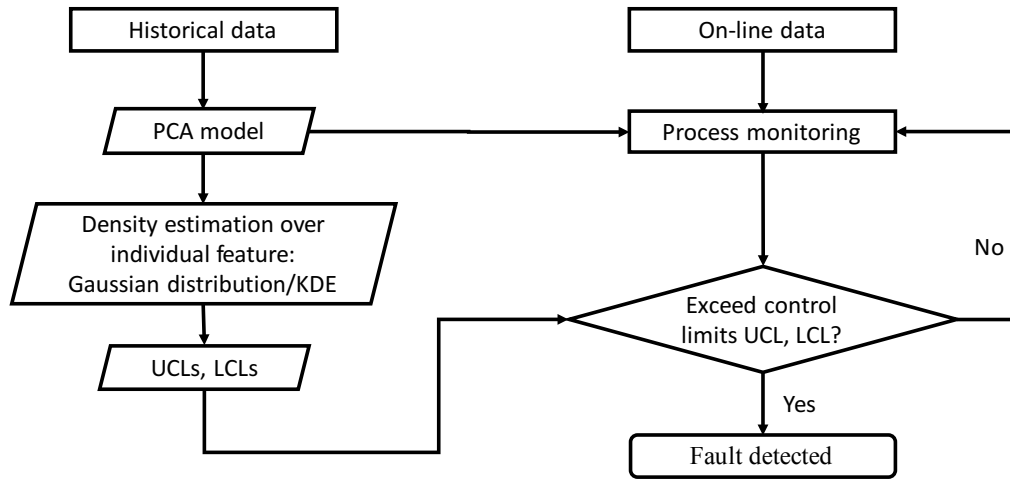 Historical data
On-line data
PCA model
Process monitoring
Density estimation over
individual feature:
Gaussian distribution/KDE
No
Exceed control
limits UCL, LCL?
UCLs, LCLs
Yes
Fault detected